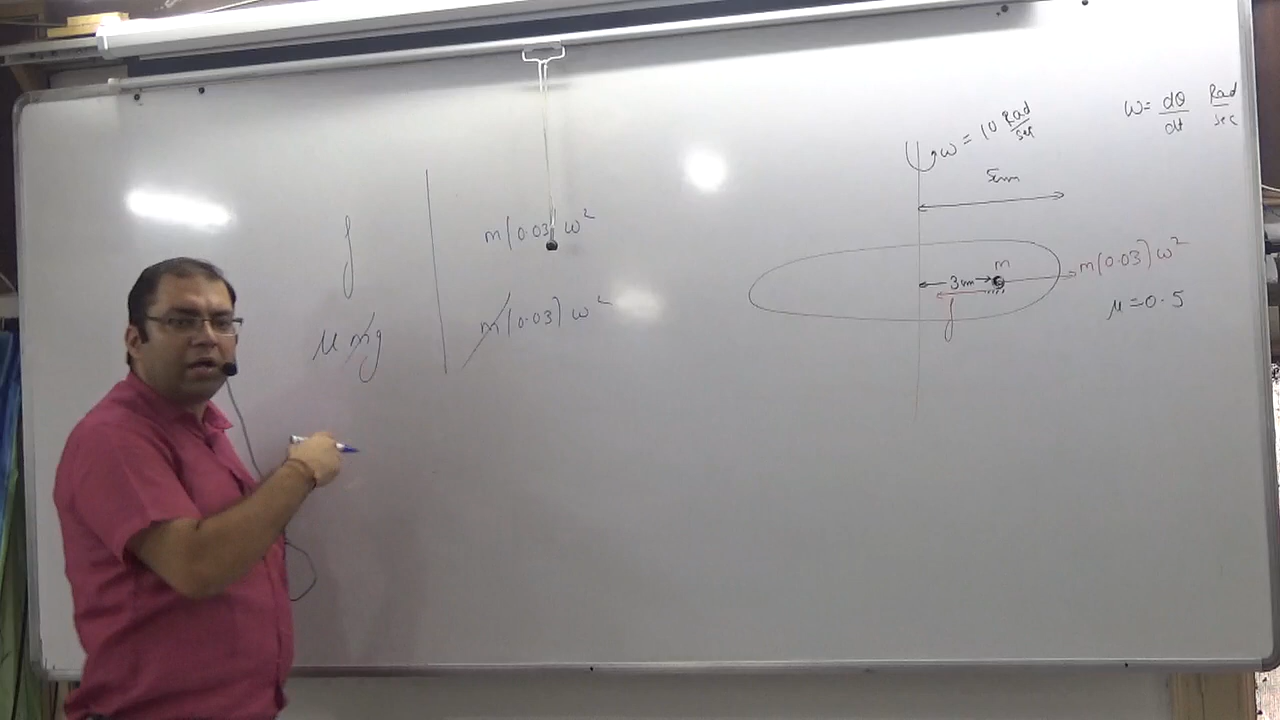 f | m(0.03) ω²
μmg | m(0.03) ω²
ω = 10 Rad/sec
ω = dθ/dt Rad/sec
5cm
m
3cm
m(0.03) ω²
f
μ = 0.5